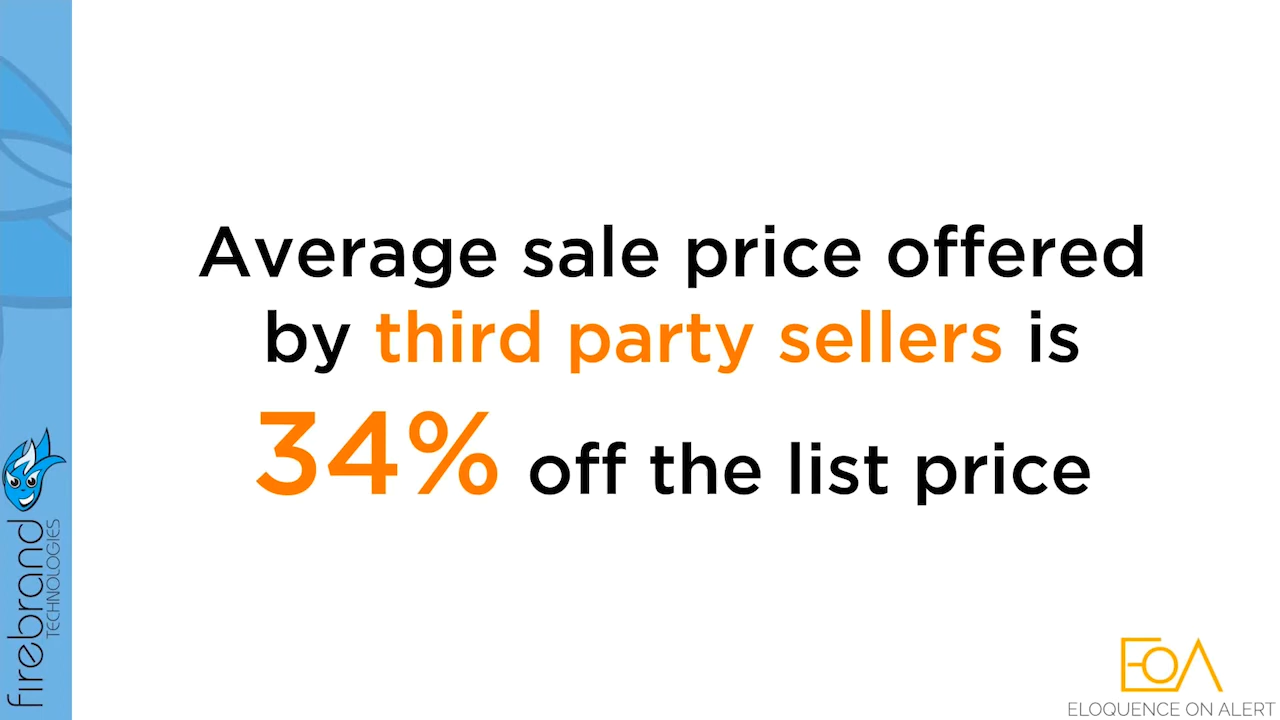 Average sale price offered
by third party sellers is
34% off the list price
firebrand
TECHNOLOGIES
EOA
ELOQUENCE ON ALERT